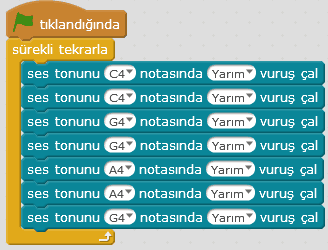 tıklandığında
sürekli tekrarla
ses tonunu C4 notasında Yarım vuruş çal
ses tonunu C4 notasında Yarım vuruş çal
ses tonunu G4 notasında Yarım vuruş çal
ses tonunu G4 notasında Yarım vuruş çal
ses tonunu A4 notasında Yarım vuruş çal
ses tonunu A4 notasında Yarım vuruş çal
ses tonunu G4 notasında Yarım vuruş çal